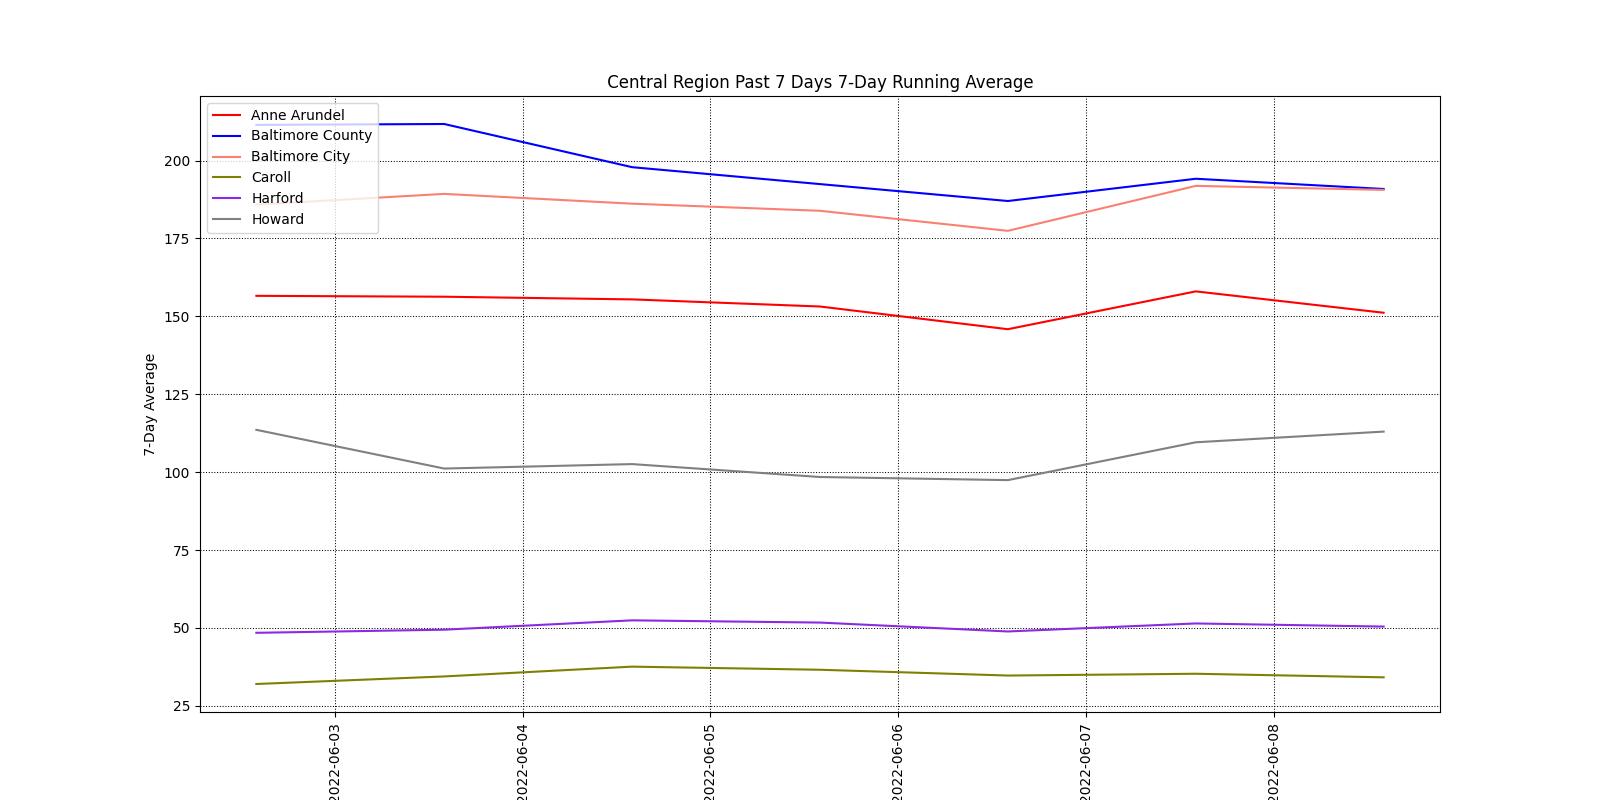 Central Region Past 7 Days 7-Day Running Average
Anne Arundel
Baltimore County
Baltimore City
Caroll
Harford
Howard
200
175
150
125
100
75
50
25
7-Day Average
2022-06-03
2022-06-04
2022-06-05
2022-06-06
2022-06-07
2022-06-08